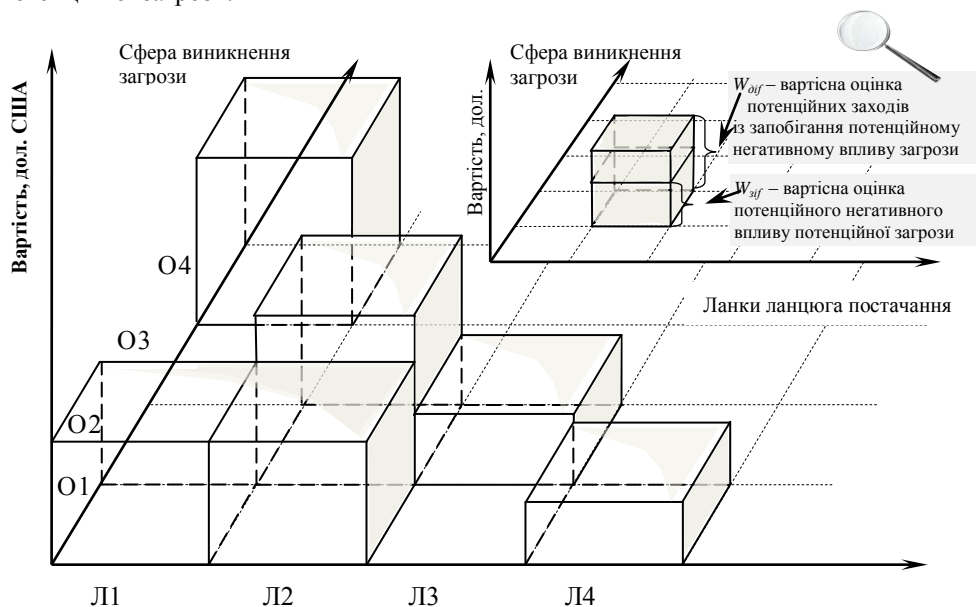 Сфера виникнення
загрози
Вартість, дол. США
О4
О3
О2
О1
Л1 Л2 Л3 Л4
Сфера виникнення
загрози
Вартість, дол.
Wдif – вартісна оцінка
потенційних заходів
із запобігання потенційному
негативному впливу загрози
Wзif – вартісна оцінка
потенційного негативного
впливу потенційної загрози
Ланки ланцюга постачання